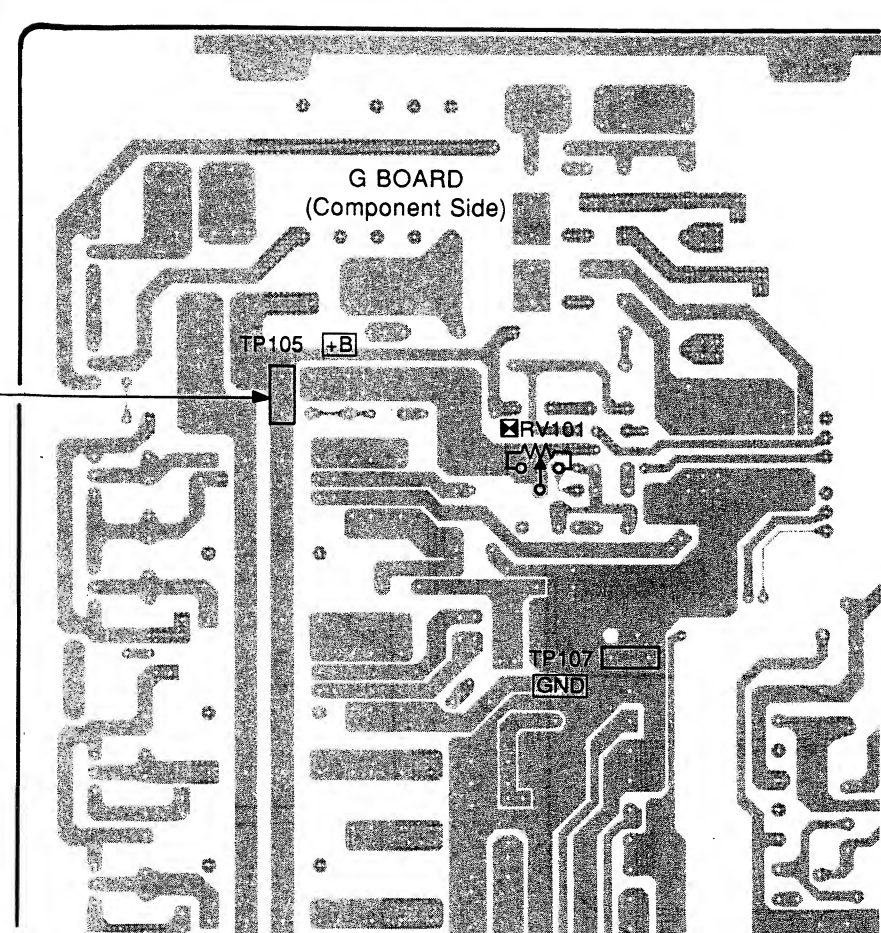 G BOARD
(Component Side)
TP105 +B
RV101
TP107
GND